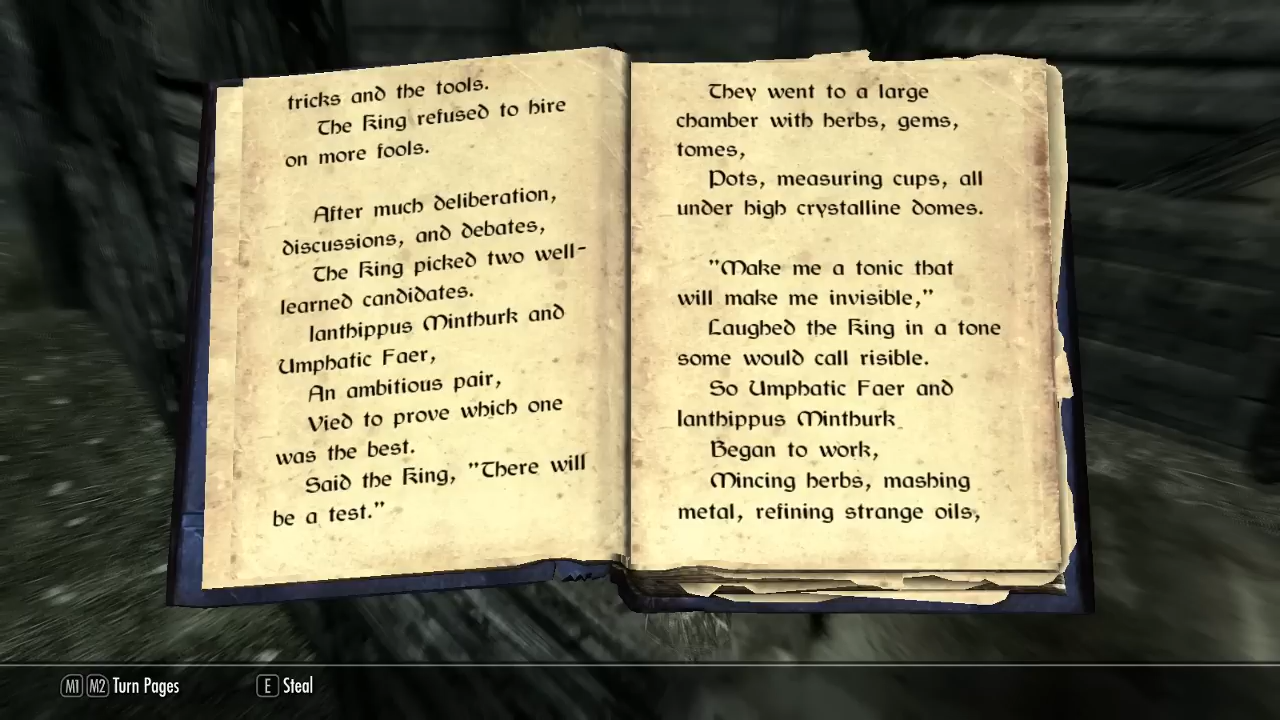 tricks and the tools.
The King refused to hire
on more fools.
After much deliberation,
discussions, and debates,
The King picked two well-
learned candidates.
Ianthippus Minthurk and
Umphatic Faer,
An ambitious pair,
Vied to prove which one
was the best.
Said the King, "There will
be a test."
They went to a large
chamber with herbs, gems,
tomes,
Pots, measuring cups, all
under high crystalline domes.
"Make me a tonic that
will make me invisible,"
Laughed the King in a tone
some would call risible.
So Umphatic Faer and
Ianthippus Minthurk
Began to work,
Mincing herbs, mashing
metal, refining strange oils,
M1 M2 Turn Pages
E Steal